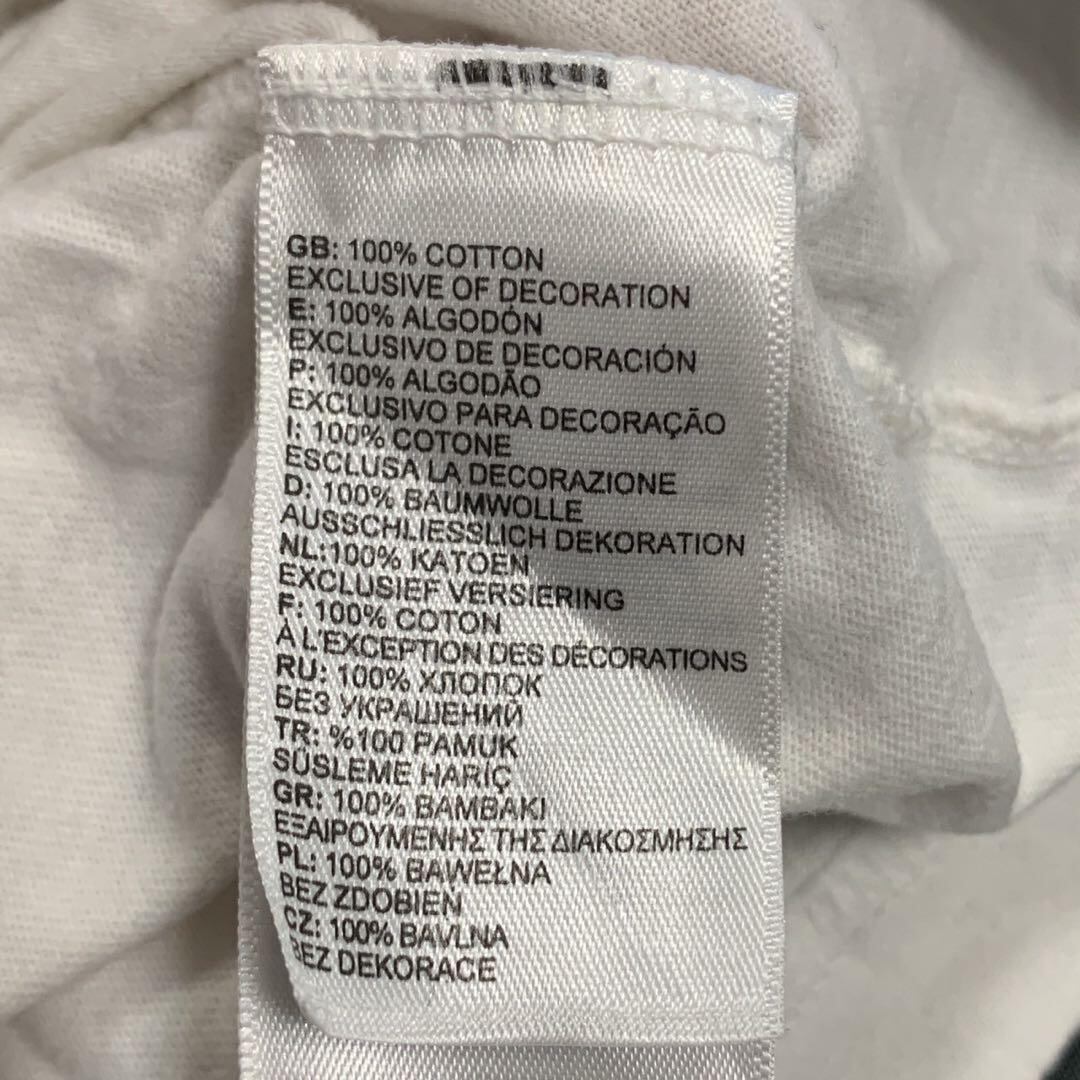 GB: 100% COTTON
EXCLUSIVE OF DECORATION
E: 100% ALGODÓN
EXCLUSIVO DE DECORACIÓN
P: 100% ALGODÃO
EXCLUSIVO PARA DECORAÇÃO
I: 100% COTONE
ESCLUSA LA DECORAZIONE
D: 100% BAUMWOLLE
AUSSCHLIESSLICH DEKORATION
NL:100% KATOEN
EXCLUSIEF VERSIERING
F: 100% COTON
À L'EXCEPTION DES DÉCORATIONS
RU: 100% ХЛОПОК
БЕЗ УКРАШЕНИЙ
TR: %100 PAMUK
SÜSLEME HARİÇ
GR: 100% ΒΑΜΒΑΚΙ
ΕΞΑΙΡΟΥΜΕΝΗΣ ΤΗΣ ΔΙΑΚΟΣΜΗΣΗΣ
PL: 100% BAWEŁNA
BEZ ZDOBIEŃ
CZ: 100% BAVLNA
BEZ DEKORACE